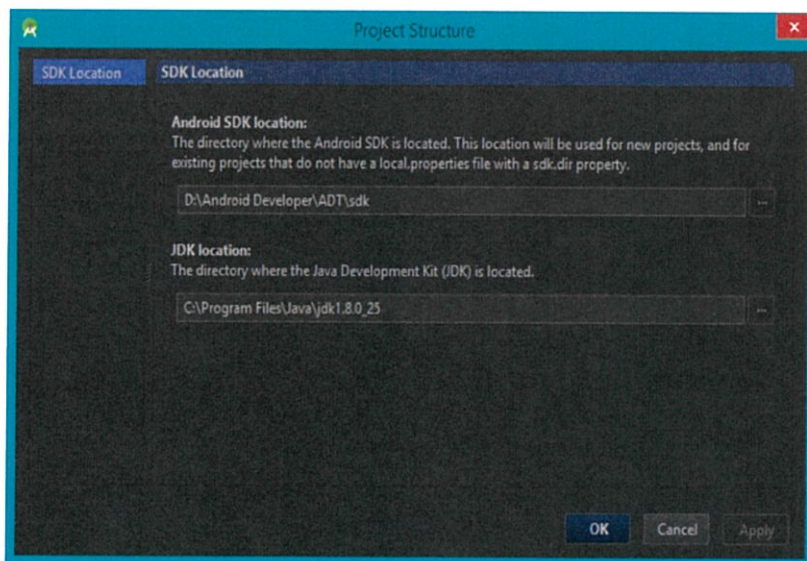 Project Structure
SDK Location
SDK Location
Android SDK location:
The directory where the Android SDK is located. This location will be used for new projects, and for
existing projects that do not have a local.properties file with a sdk.dir property.
D:\Android Developer\ADT\sdk
...
JDK location:
The directory where the Java Development Kit (JDK) is located.
C:\Program Files\Java\jdk1.8.0_25
...
OK
Cancel
Apply